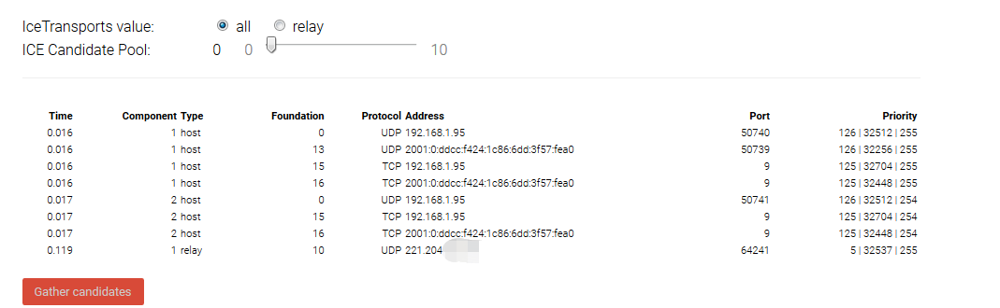 IceTransports value: all relay
ICE Candidate Pool: 0 0 10
Time Component Type Foundation Protocol Address Port Priority
0.016 1 host 0 UDP 192.168.1.95 50740 126 | 32512 | 255
0.016 1 host 13 UDP 2001:0:ddcc:f424:1c86:6dd:3f57:fea0 50739 126 | 32256 | 255
0.016 1 host 15 TCP 192.168.1.95 9 125 | 32704 | 255
0.016 1 host 16 TCP 2001:0:ddcc:f424:1c86:6dd:3f57:fea0 9 125 | 32448 | 255
0.017 2 host 0 UDP 192.168.1.95 50741 126 | 32512 | 254
0.017 2 host 15 TCP 192.168.1.95 9 125 | 32704 | 254
0.017 2 host 16 TCP 2001:0:ddcc:f424:1c86:6dd:3f57:fea0 9 125 | 32448 | 254
0.119 1 relay 10 UDP 221.204 64241 5 | 32537 | 255
Gather candidates